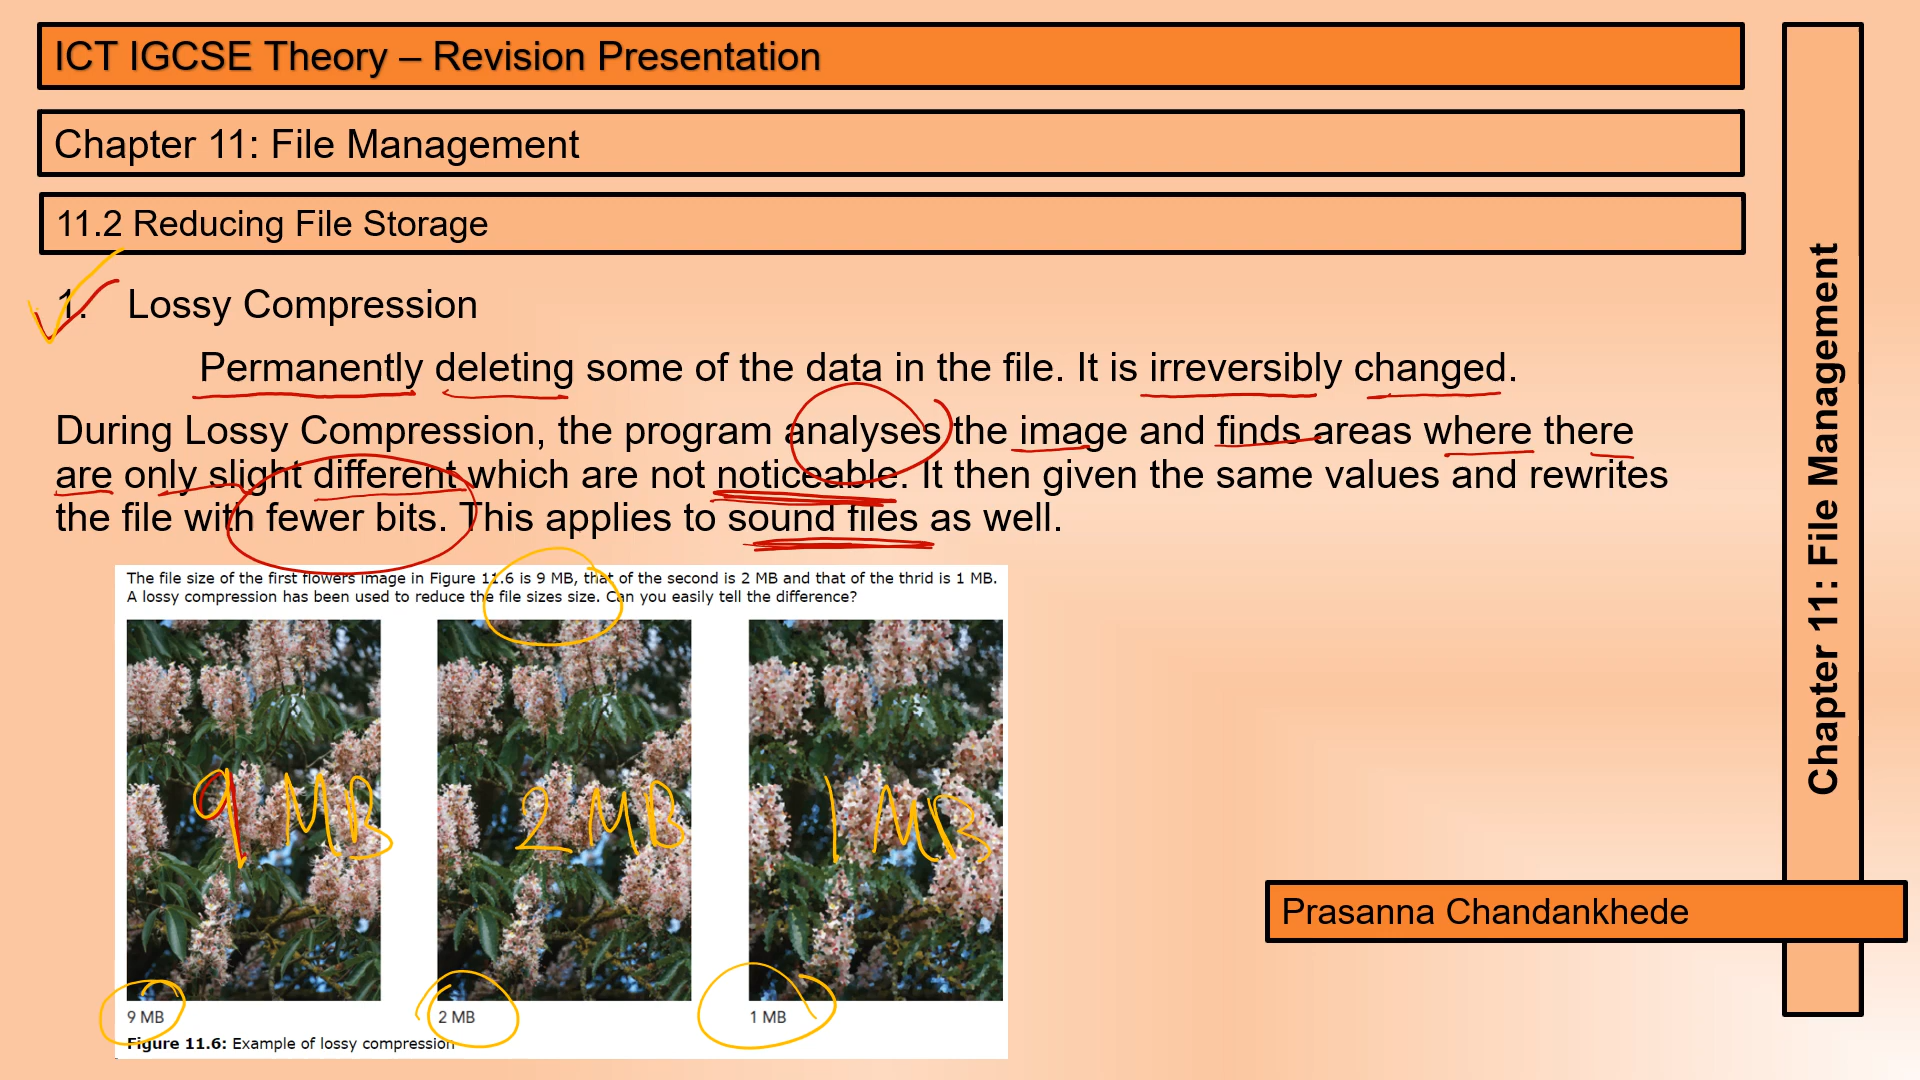 ICT IGCSE Theory – Revision Presentation
Chapter 11: File Management
11.2 Reducing File Storage
1. Lossy Compression
Permanently deleting some of the data in the file. It is irreversibly changed.
During Lossy Compression, the program analyses the image and finds areas where there
are only slight different which are not noticeable. It then given the same values and rewrites
the file with fewer bits. This applies to sound files as well.
The file size of the first flowers image in Figure 11.6 is 9 MB, that of the second is 2 MB and that of the thrid is 1 MB.
A lossy compression has been used to reduce the file sizes size. Can you easily tell the difference?
9 MB 2 MB 1 MB
9 MB 2 MB 1 MB
Figure 11.6: Example of lossy compression
Prasanna Chandankhede
Chapter 11: File Management